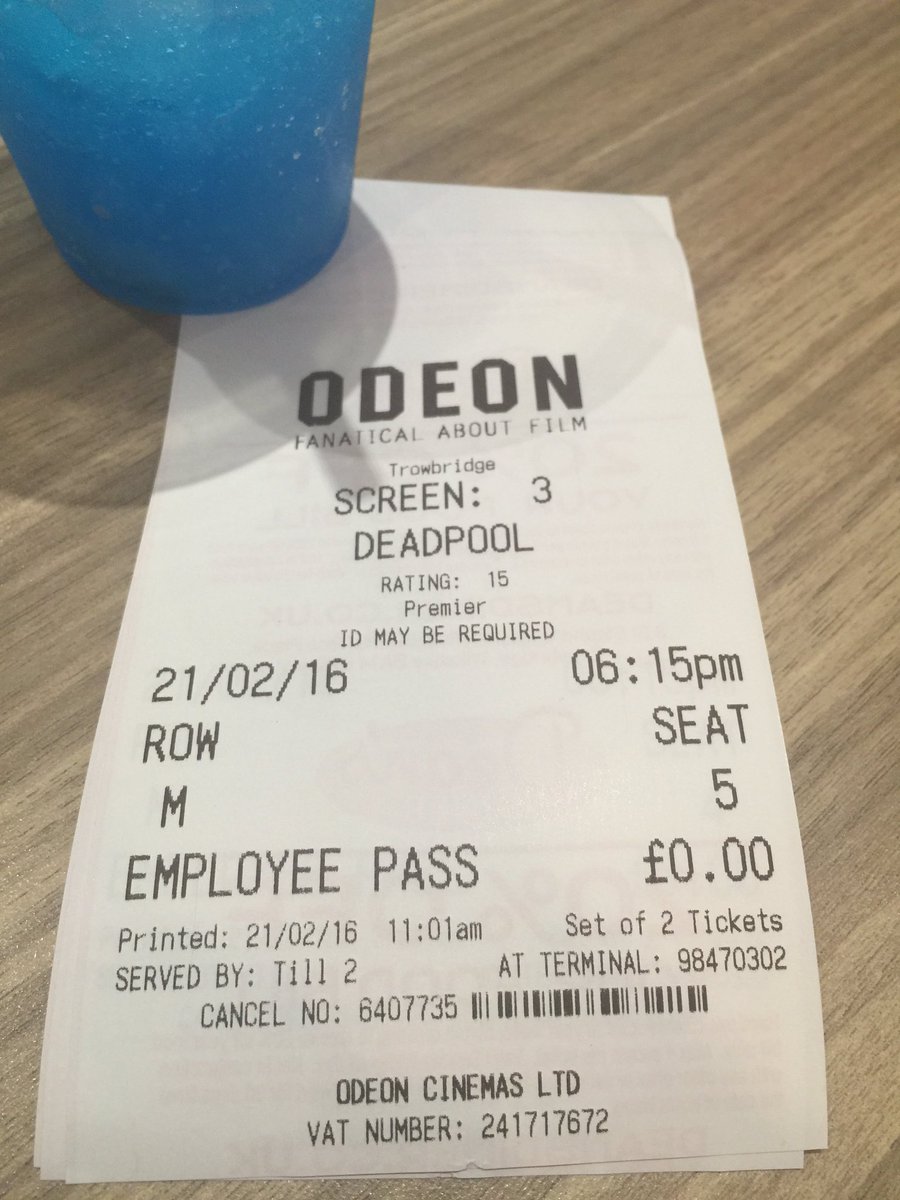 ODEON
FANATICAL ABOUT FILM
Trowbridge
SCREEN: 3
DEADPOOL
RATING: 15
Premier
ID MAY BE REQUIRED
21/02/16 06:15pm
ROW SEAT
M 5
EMPLOYEE PASS £0.00
Printed: 21/02/16 11:01am Set of 2 Tickets
SERVED BY: Till 2 AT TERMINAL: 98470302
CANCEL NO: 6407735
ODEON CINEMAS LTD
VAT NUMBER: 241717672